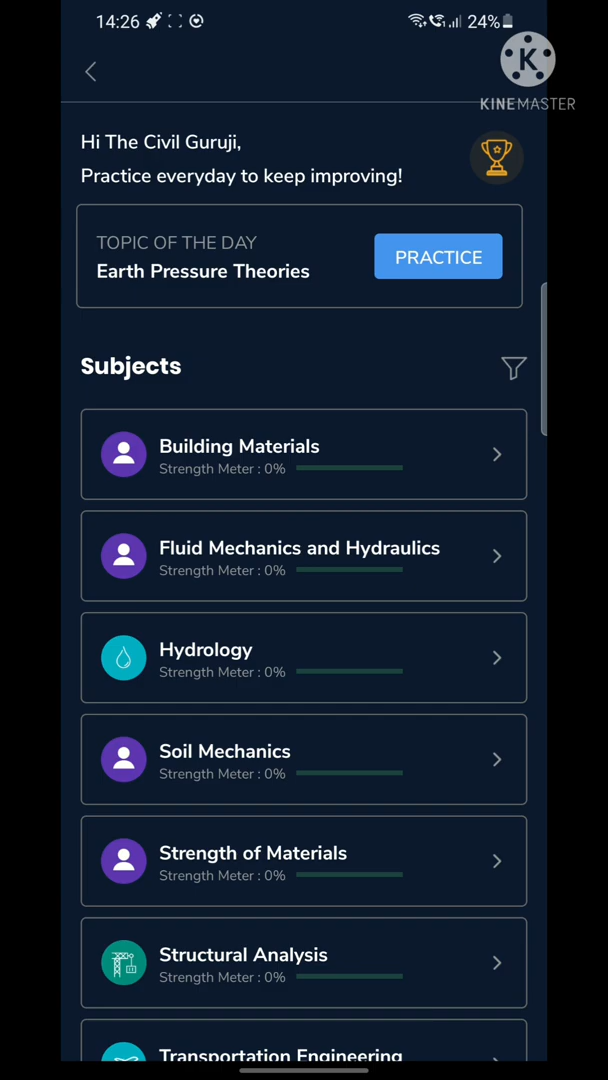 14:26
24%
K
KINEMASTER
Hi The Civil Guruji,
Practice everyday to keep improving!
TOPIC OF THE DAY
Earth Pressure Theories
PRACTICE
Subjects
Building Materials
Strength Meter : 0%
Fluid Mechanics and Hydraulics
Strength Meter : 0%
Hydrology
Strength Meter : 0%
Soil Mechanics
Strength Meter : 0%
Strength of Materials
Strength Meter : 0%
Structural Analysis
Strength Meter : 0%
Transportation Engineering